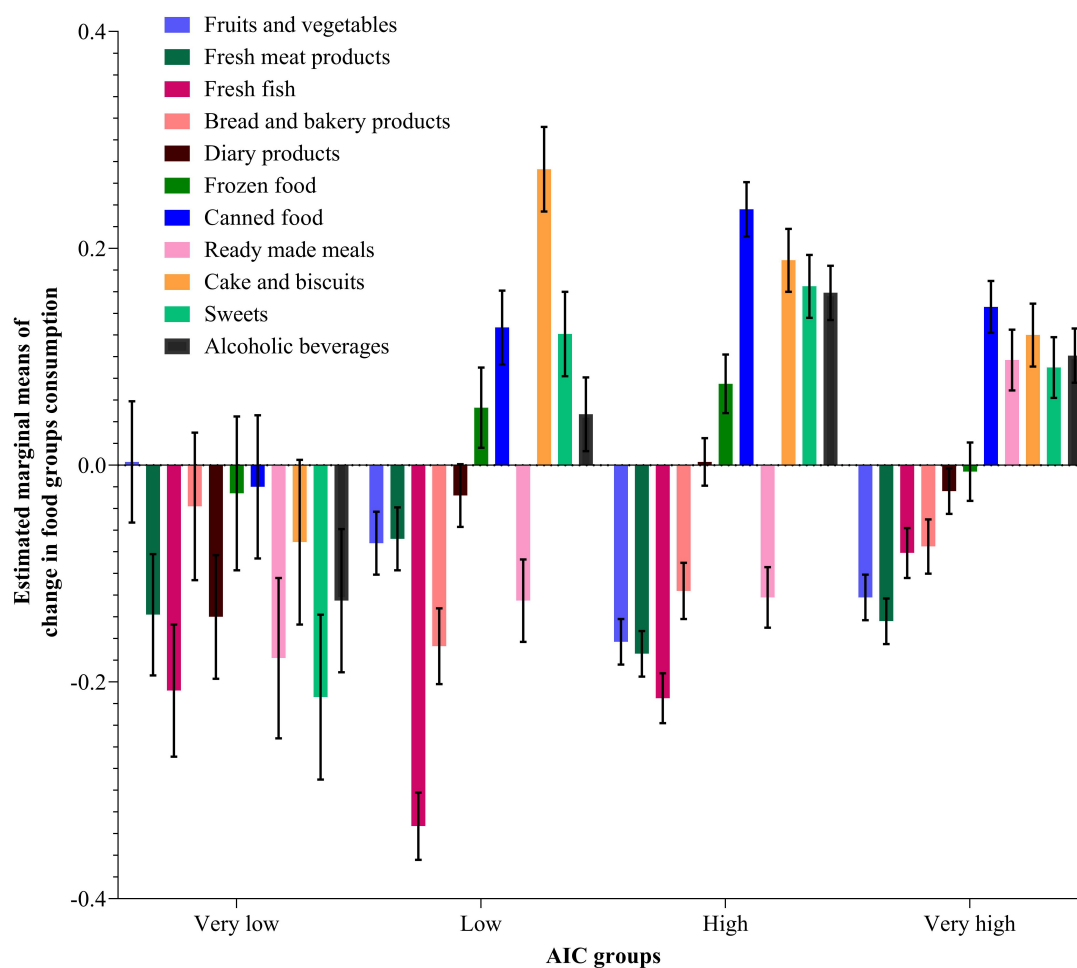 Fruits and vegetables
Fresh meat products
Fresh fish
Bread and bakery products
Diary products
Frozen food
Canned food
Ready made meals
Cake and biscuits
Sweets
Alcoholic beverages
0.4
0.2
0.0
-0.2
-0.4
Estimated marginal means of
change in food groups consumption
Very low
Low
High
Very high
AIC groups